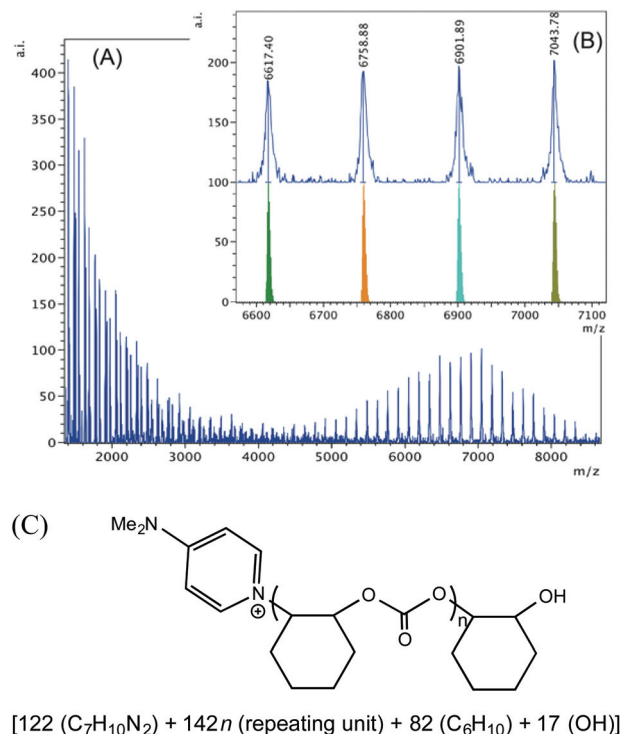 (A)
a.i.
400
350
300
250
200
150
100
50
0
2000 3000 4000 5000 6000 7000 8000
m/z
(B)
a.i.
6617.40 6758.88 6901.89 7043.78
200
150
100
50
0
6600 6700 6800 6900 7000 7100
m/z
(C)
Me₂N
N
⊕
( O O ) n
O
OH
[122 (C₇H₁₀N₂) + 142n (repeating unit) + 82 (C₆H₁₀) + 17 (OH)]